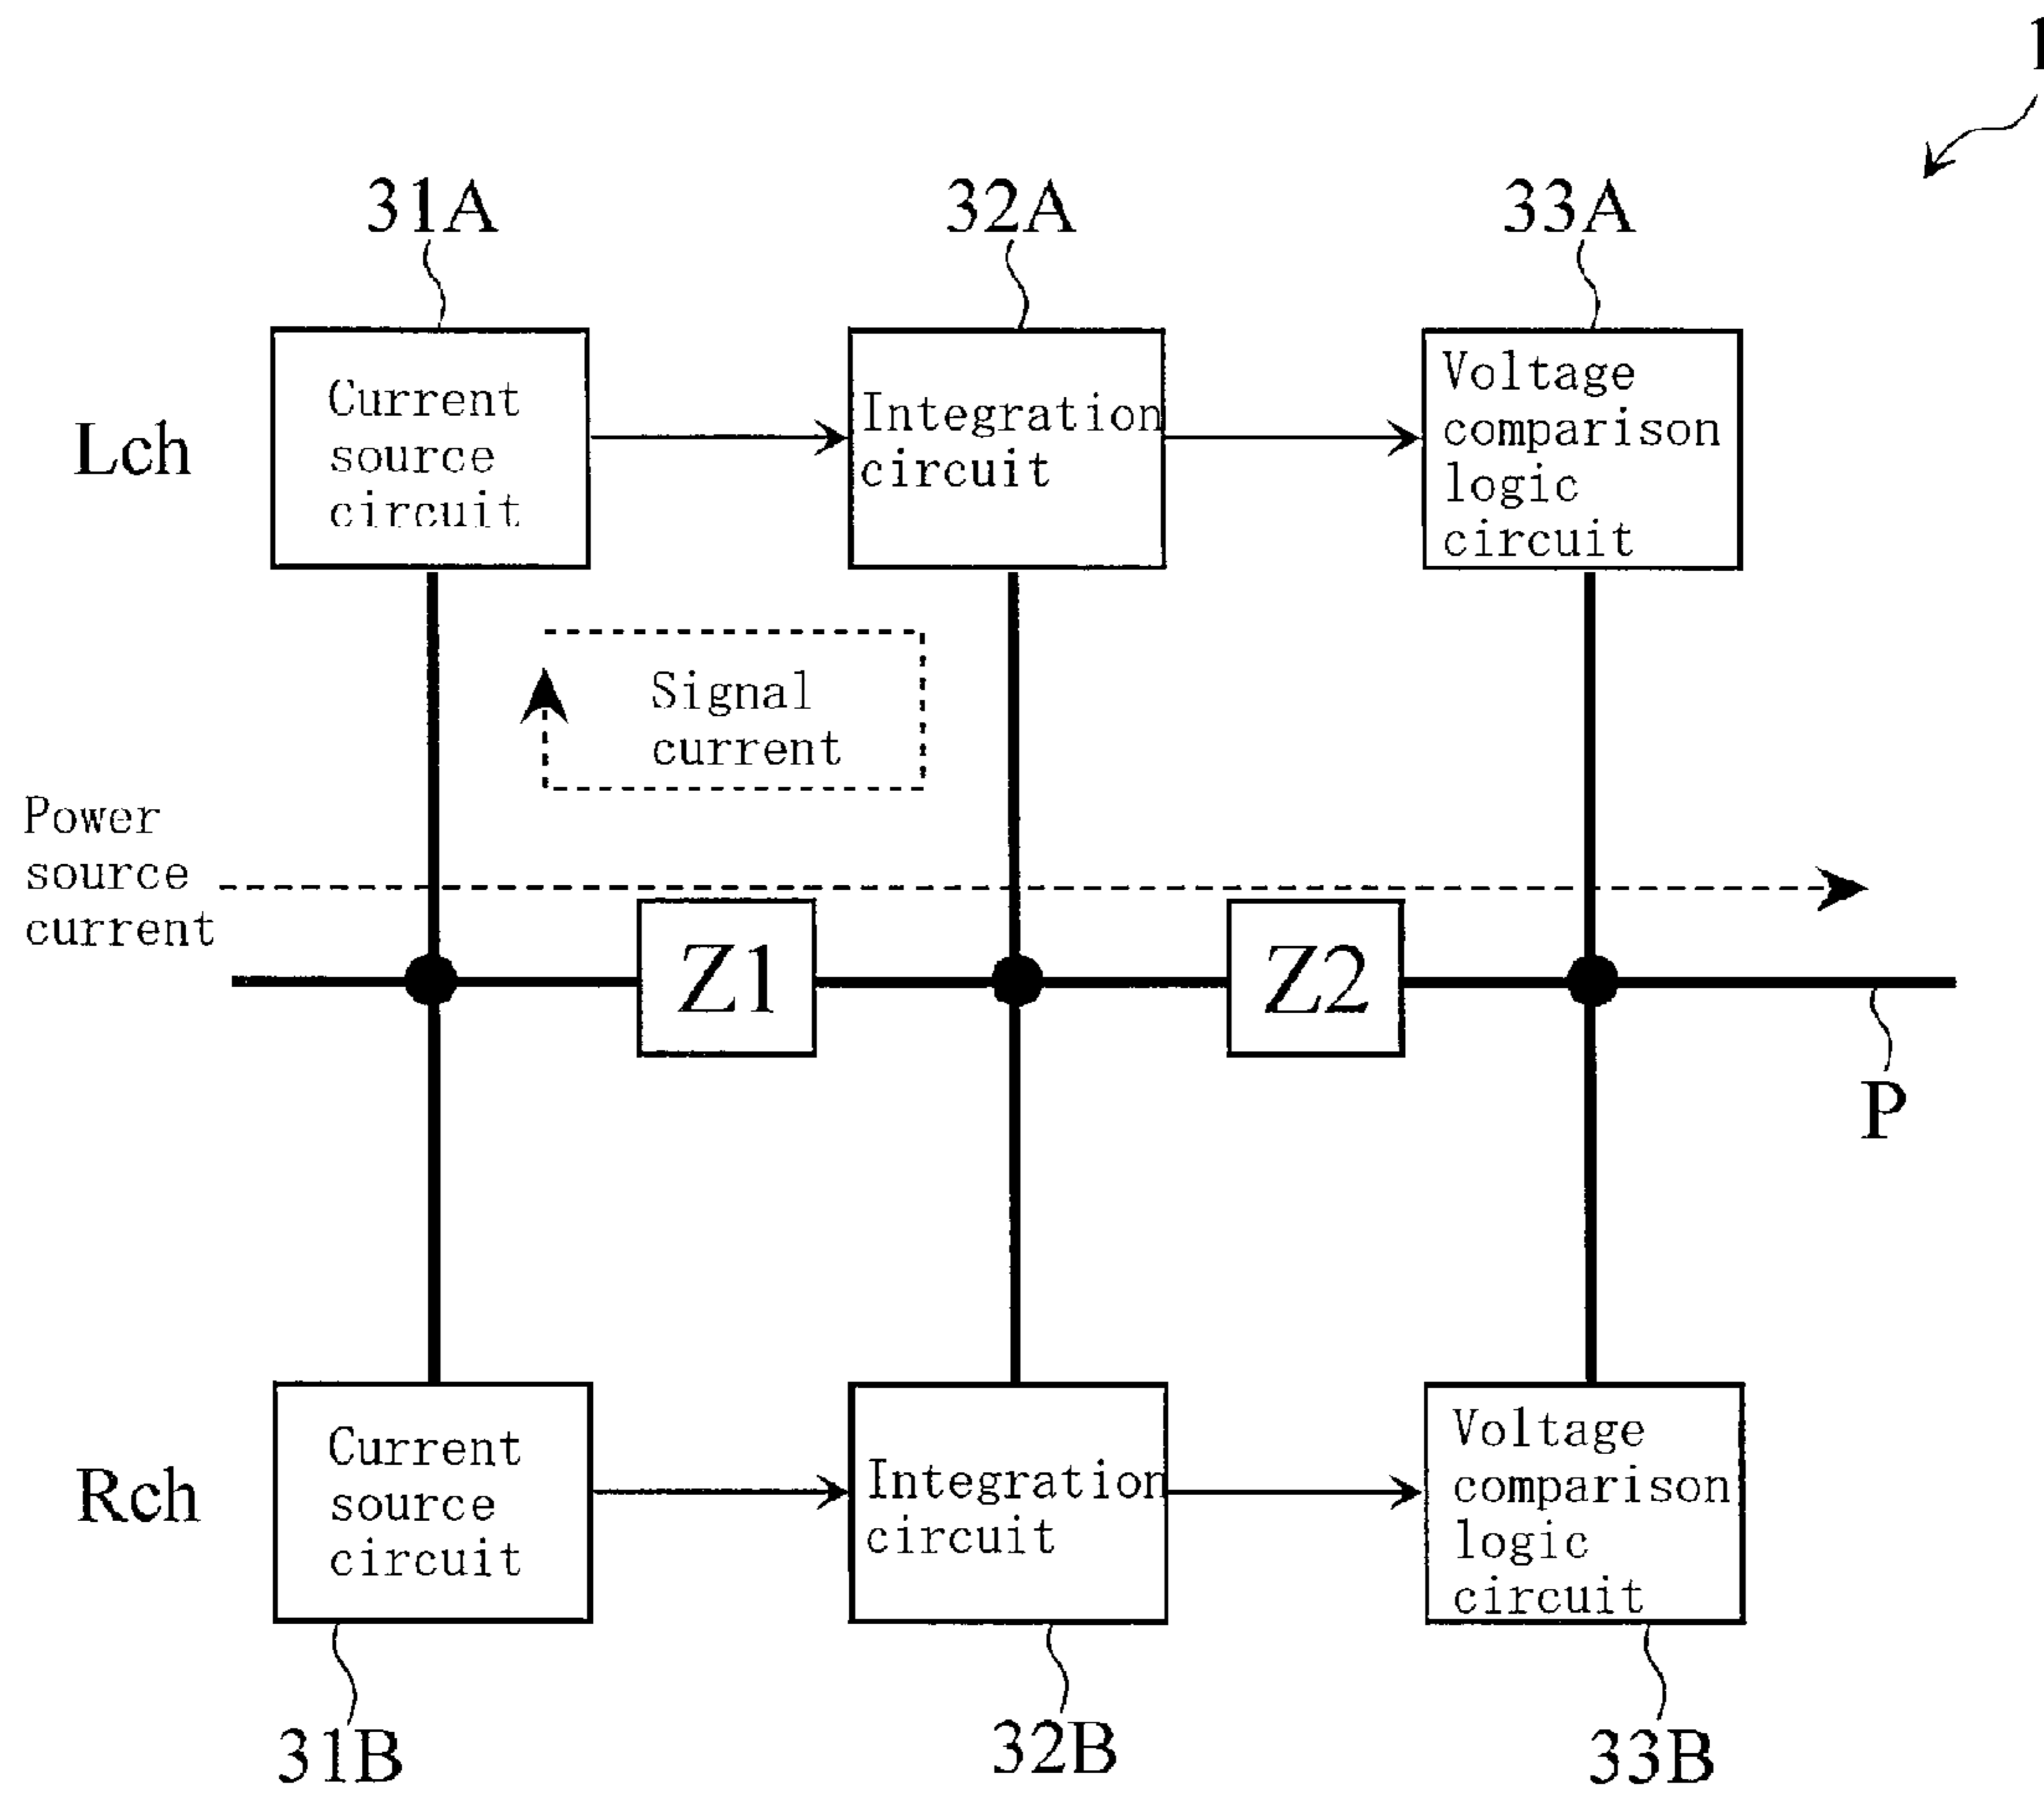 1
31A
32A
33A
Lch
Current
source
circuit
Integration
circuit
Voltage
comparison
logic
circuit
Signal
current
Power
source
current
Z1
Z2
P
Rch
Current
source
circuit
Integration
circuit
Voltage
comparison
logic
circuit
31B
32B
33B